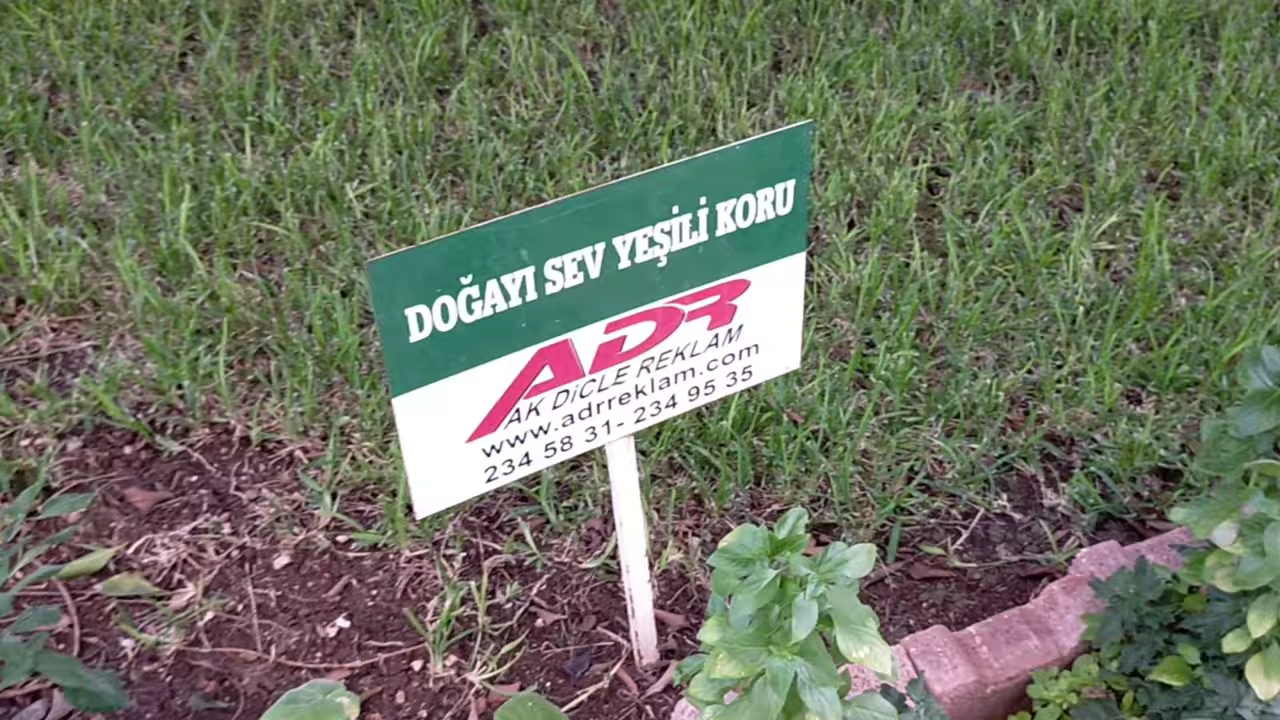 DOĞAYI SEV YEŞİLİ KORU
ADR
AK DİCLE REKLAM
www.adrreklam.com
234 58 31- 234 95 35